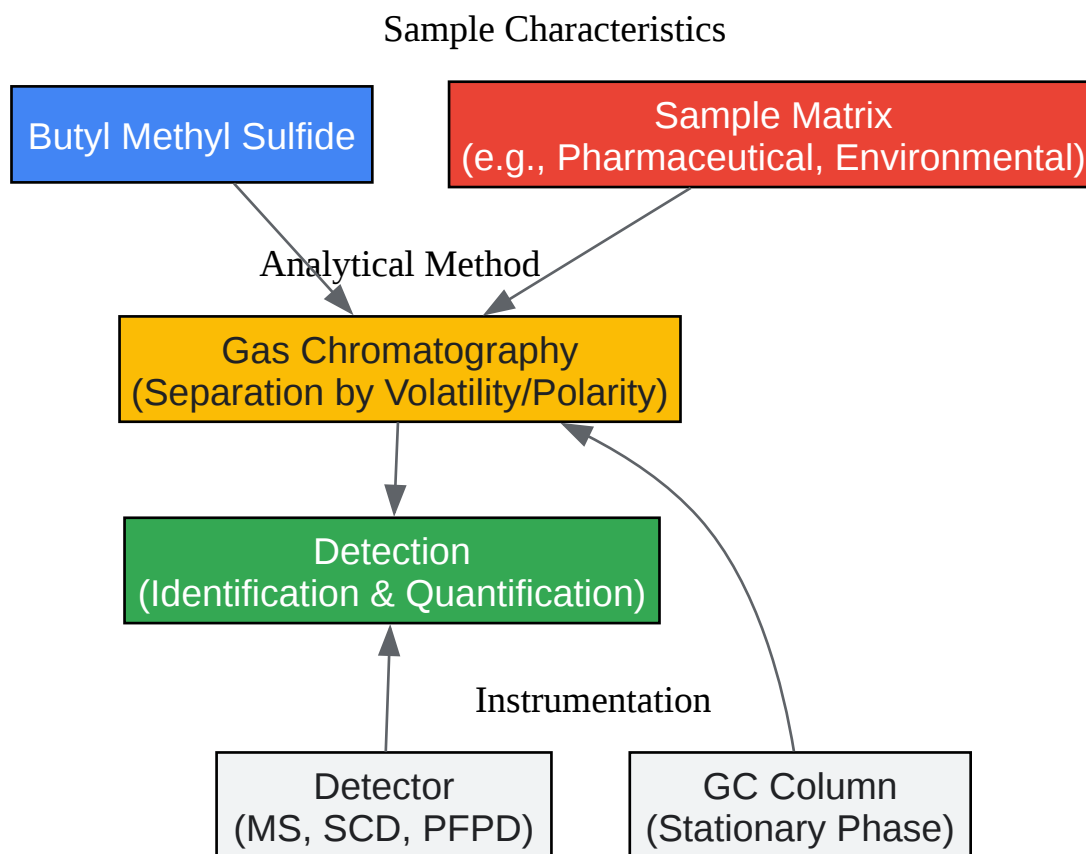 Sample Characteristics
Butyl Methyl Sulfide
Sample Matrix
(e.g., Pharmaceutical, Environmental)
Analytical Method
Gas Chromatography
(Separation by Volatility/Polarity)
Detection
(Identification & Quantification)
Instrumentation
Detector
(MS, SCD, PFPD)
GC Column
(Stationary Phase)